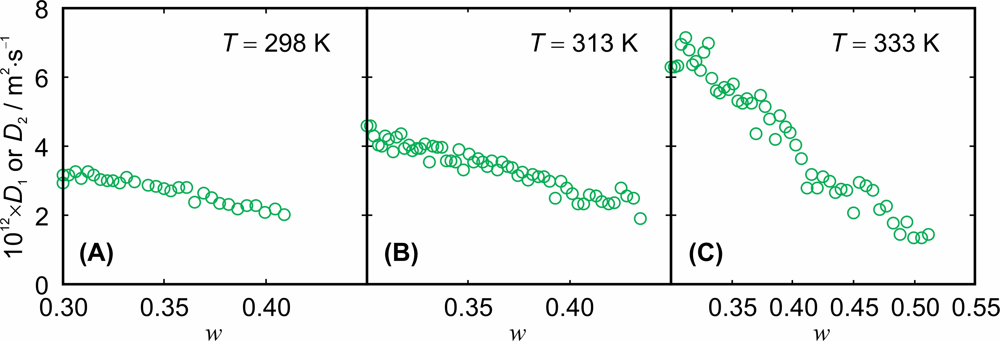 10¹²×D₁ or D₂ / m²·s⁻¹
8
6
4
2
0
T = 298 K
T = 313 K
T = 333 K
(A)
(B)
(C)
0.30 0.35 0.40
0.35 0.40
0.35 0.40 0.45 0.50 0.55
w
w
w